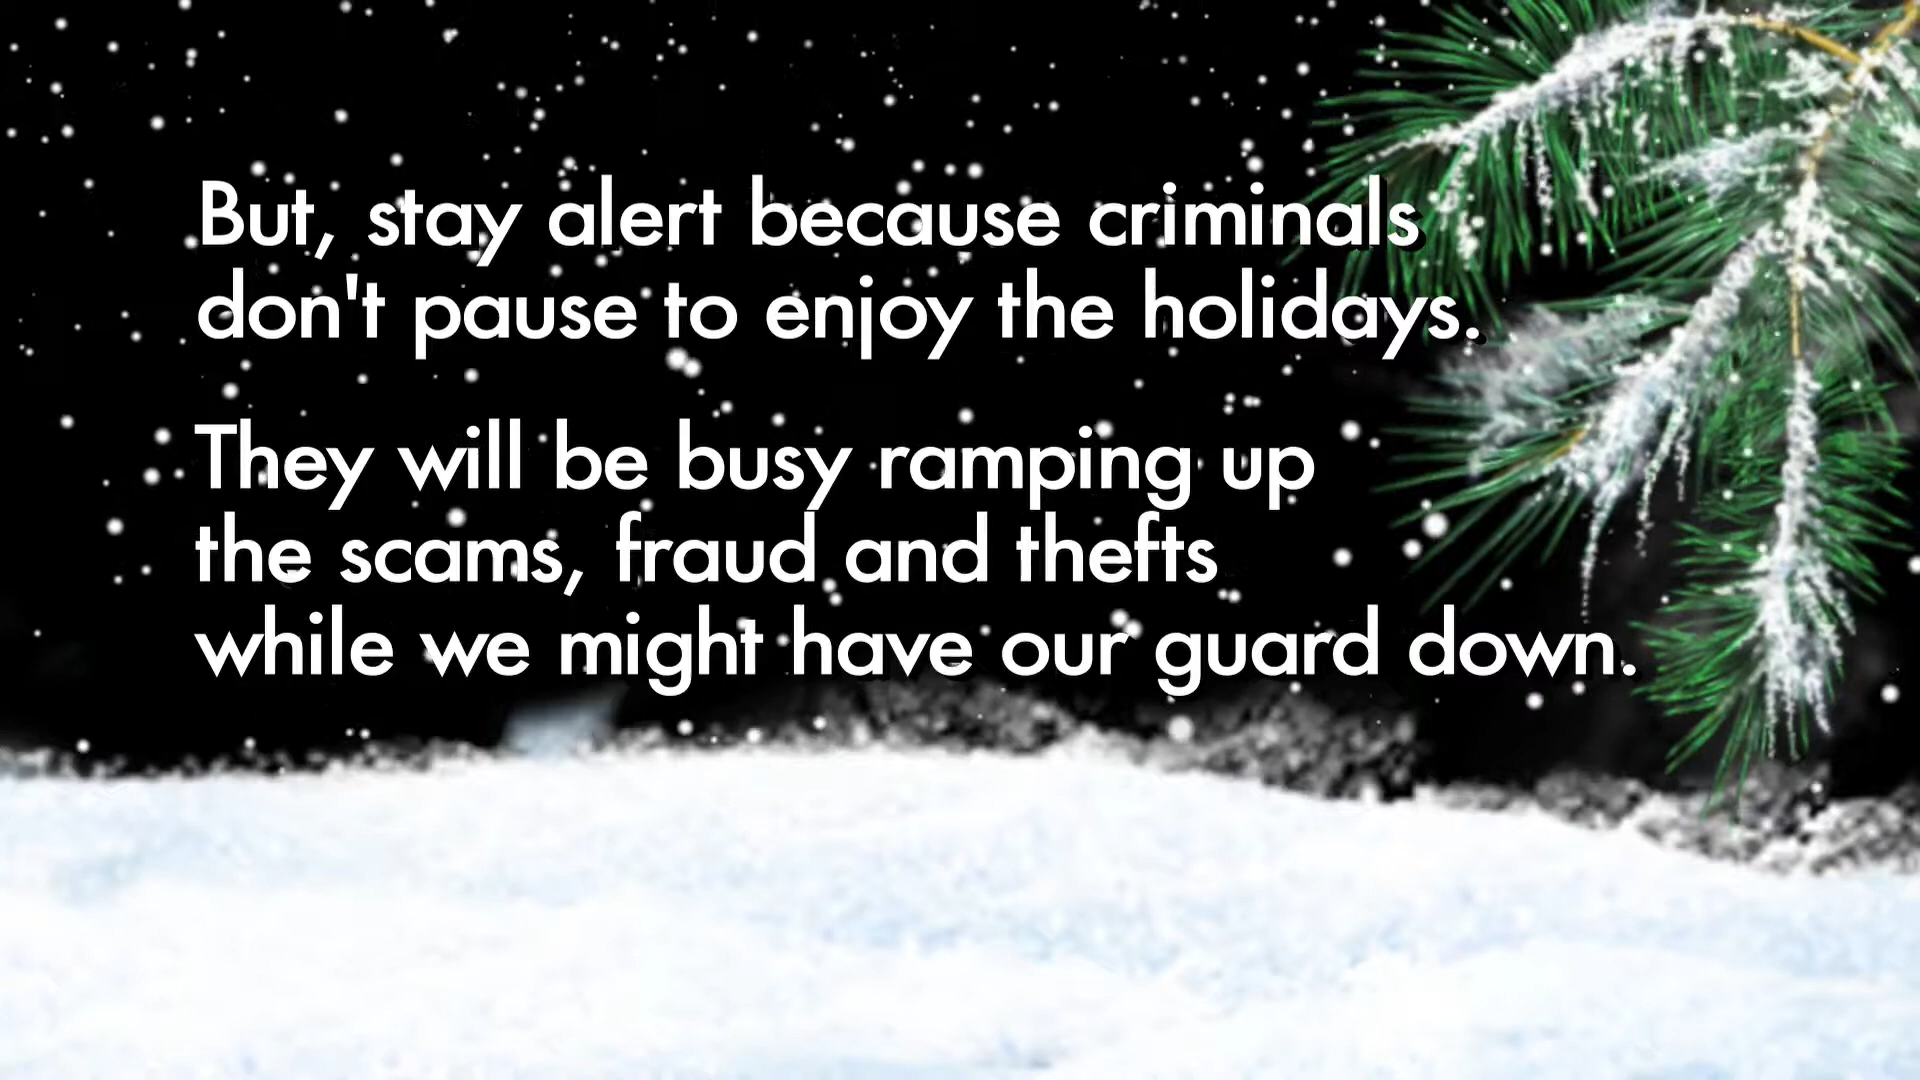 But, stay alert because criminals
don't pause to enjoy the holidays.
They will be busy ramping up
the scams, fraud and thefts
while we might have our guard down.